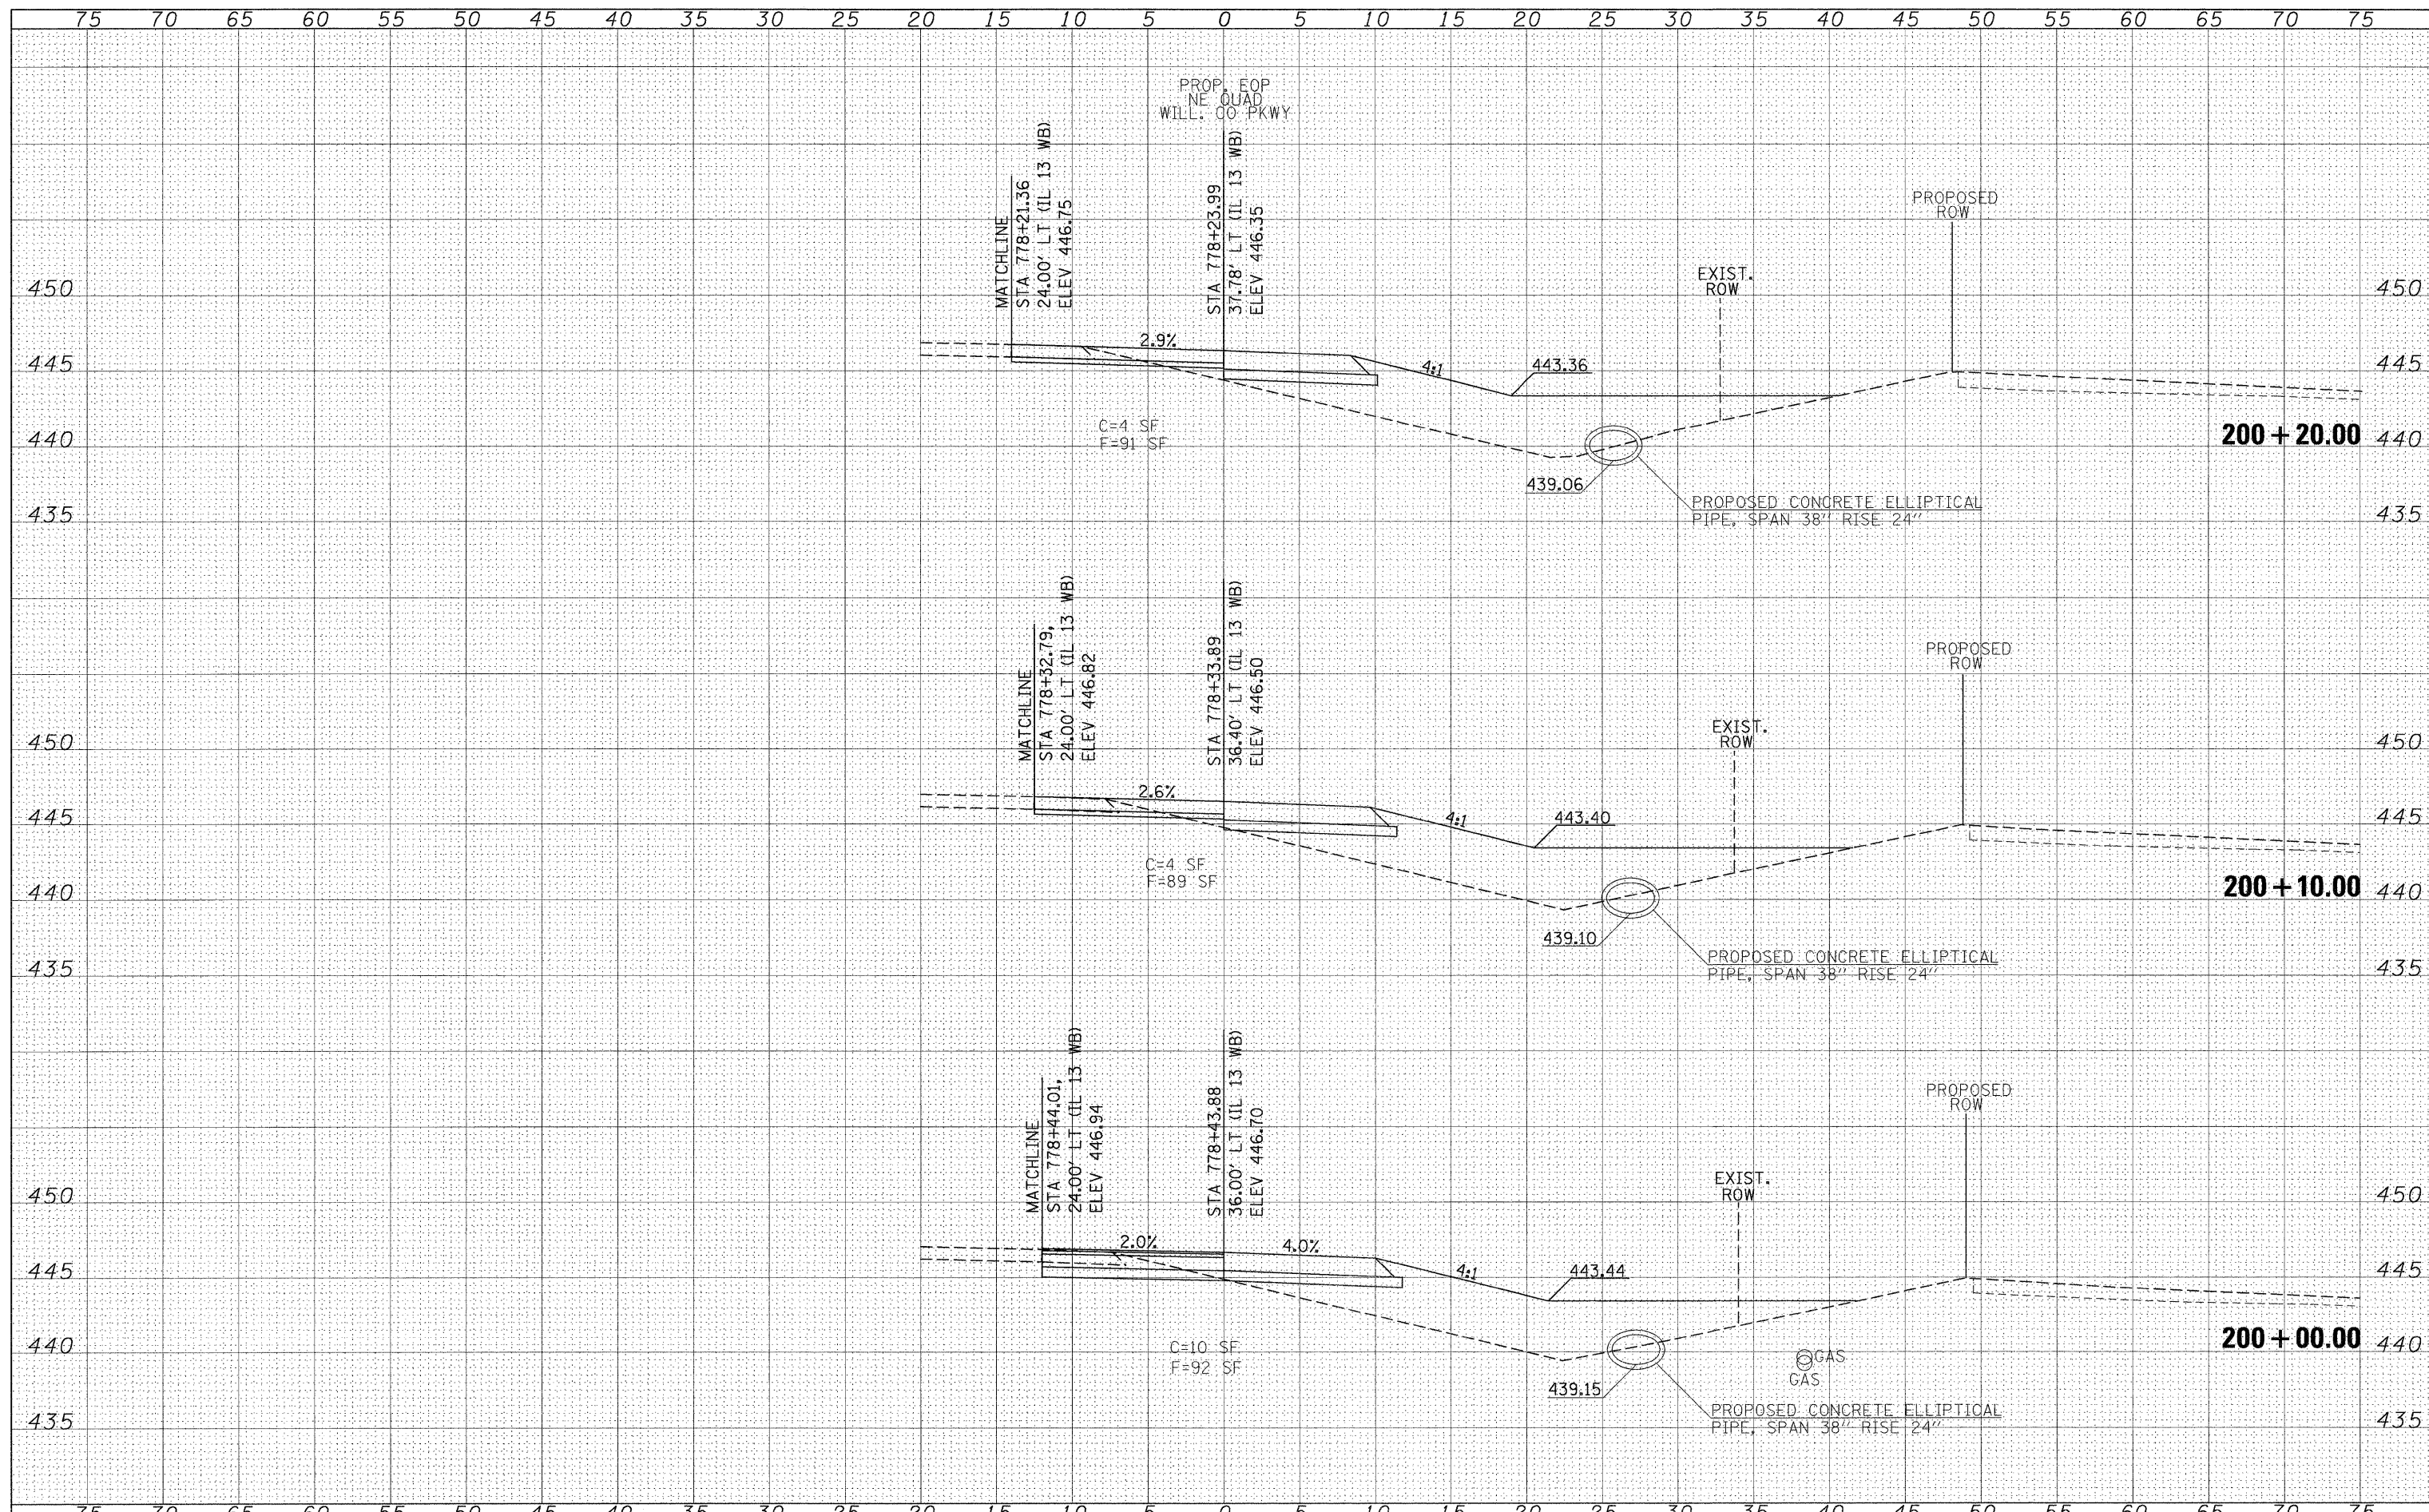 75 70 65 60 55 50 45 40 35 30 25 20 15 10 5 0 5 10 15 20 25 30 35 40 45 50 55 60 65 70 75
PROP. EOP
NE QUAD
WILL. CO PKWY
MATCHLINE
STA 778+21.36
24.00' LT (IL 13 WB)
ELEV 446.75
STA 778+23.99
37.78' LT (IL 13 WB)
ELEV 446.35
PROPOSED
ROW
EXIST.
ROW
450
450
2.9%
4:1
443.36
445
445
C=4 SF
F=91 SF
440
200 + 20.00
440
439.06
PROPOSED CONCRETE ELLIPTICAL
PIPE, SPAN 38" RISE 24"
435
435
MATCHLINE
STA 778+32.79,
24.00' LT (IL 13 WB)
ELEV 446.82
STA 778+33.89
36.40' LT (IL 13 WB)
ELEV 446.50
PROPOSED
ROW
EXIST.
ROW
450
450
2.6%
4:1
443.40
445
445
C=4 SF
F=89 SF
440
200 + 10.00
440
439.10
PROPOSED CONCRETE ELLIPTICAL
PIPE, SPAN 38" RISE 24"
435
435
MATCHLINE
STA 778+44.01,
24.00' LT (IL 13 WB)
ELEV 446.94
STA 778+43.88
36.00' LT (IL 13 WB)
ELEV 446.70
PROPOSED
ROW
EXIST.
ROW
450
450
2.0%
4.0%
4:1
443.44
445
445
C=10 SF
F=92 SF
440
200 + 00.00
440
GAS
GAS
439.15
PROPOSED CONCRETE ELLIPTICAL
PIPE, SPAN 38" RISE 24"
435
435
75 70 65 60 55 50 45 40 35 30 25 20 15 10 5 0 5 10 15 20 25 30 35 40 45 50 55 60 65 70 75